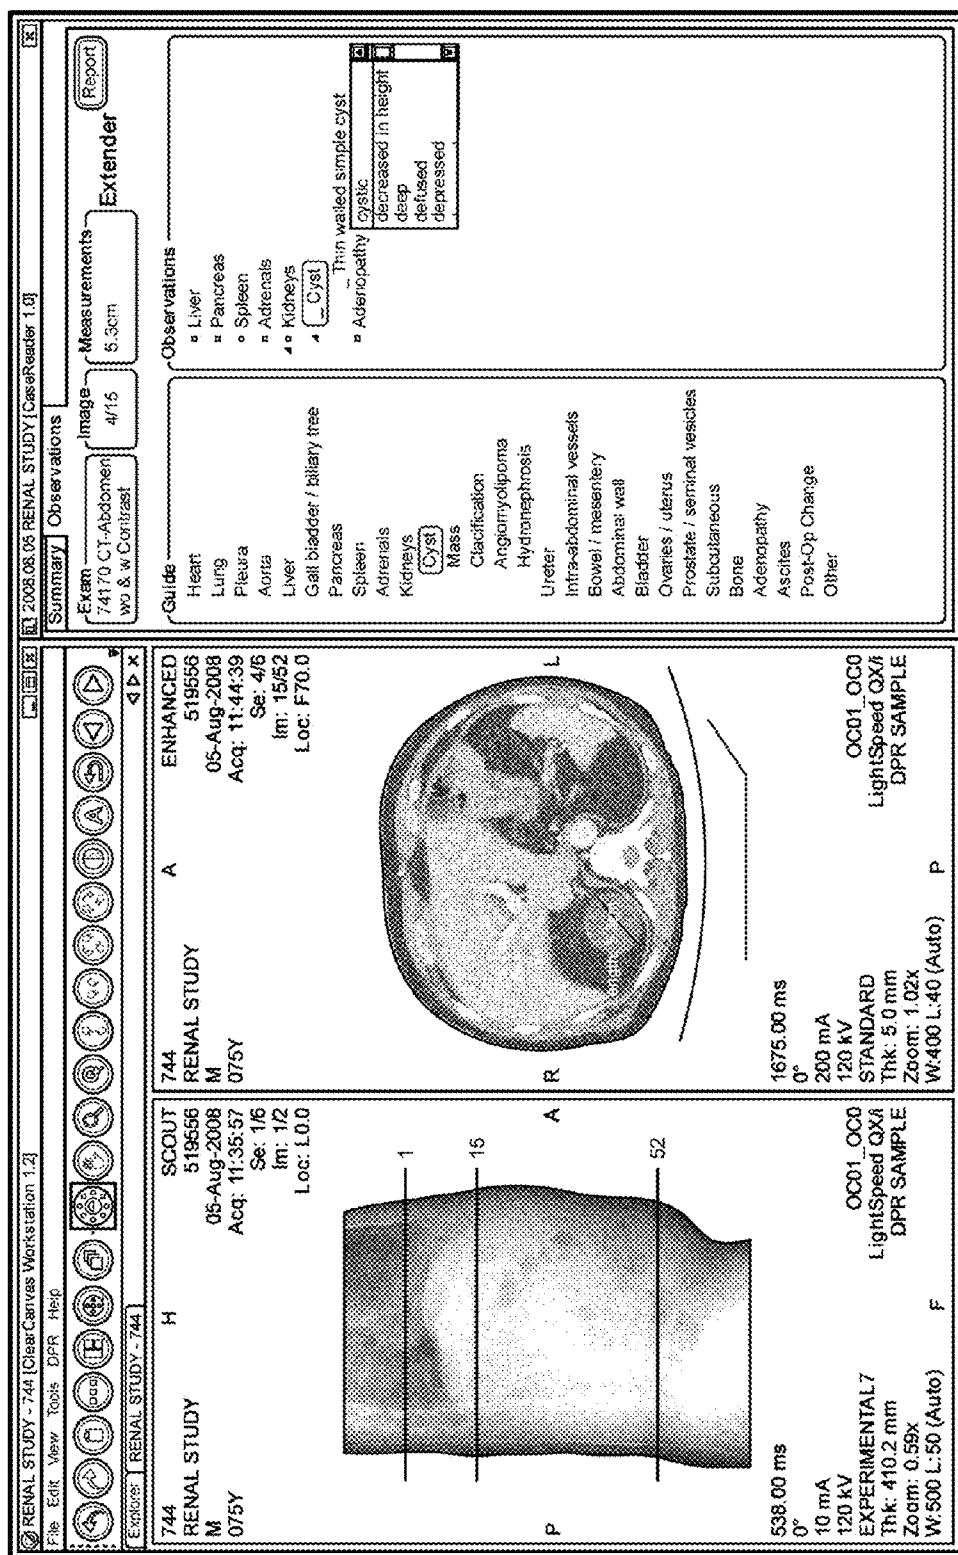 RENAL STUDY - 744 [ClearCanvas Workstation 1.2]
File Edit View Tools DPR Help
Explorer RENAL STUDY - 744
744
RENAL STUDY
M
075Y
H
SCOUT
519556
05-Aug-2008
Acq: 11:35:57
Se: 1/6
Im: 1/2
Loc: L0.0
1
15
52
P
A
538.00 ms
0°
10 mA
120 kV
EXPERIMENTAL7
Thk: 410.2 mm
Zoom: 0.59x
W:500 L:50 (Auto)
F
OC01_OC0
LightSpeed QX/i
DPR SAMPLE
744
RENAL STUDY
M
075Y
A
ENHANCED
519556
05-Aug-2008
Acq: 11:44:39
Se: 4/6
Im: 15/52
Loc: F70.0
R
L
1675.00 ms
0°
200 mA
120 kV
STANDARD
Thk: 5.0 mm
Zoom: 1.02x
W:400 L:40 (Auto)
P
OC01_OC0
LightSpeed QX/i
DPR SAMPLE
2008.08.05 RENAL STUDY [CaseReader 1.0]
Summary Observations
Exam
74170 CT-Abdomen
wo & w Contrast
Image
4/15
Measurements
5.3cm
Extender
Report
Guide
Heart
Lung
Pleura
Aorta
Liver
Gall bladder / biliary tree
Pancreas
Spleen
Adrenals
Kidneys
Cyst
Mass
Clacification
Angiomyolipoma
Hydronephrosis
Ureter
Intra-abdominal vessels
Bowel / mesentery
Abdominal wall
Bladder
Ovaries / uterus
Prostate / seminal vesicles
Subcutaneous
Bone
Adenopathy
Ascites
Post-Op Change
Other
Observations
Liver
Pancreas
Spleen
Adrenals
Kidneys
_ Cyst
_ Thin walled simple cyst
Adenopathy
cystic
decreased in height
deep
defused
depressed